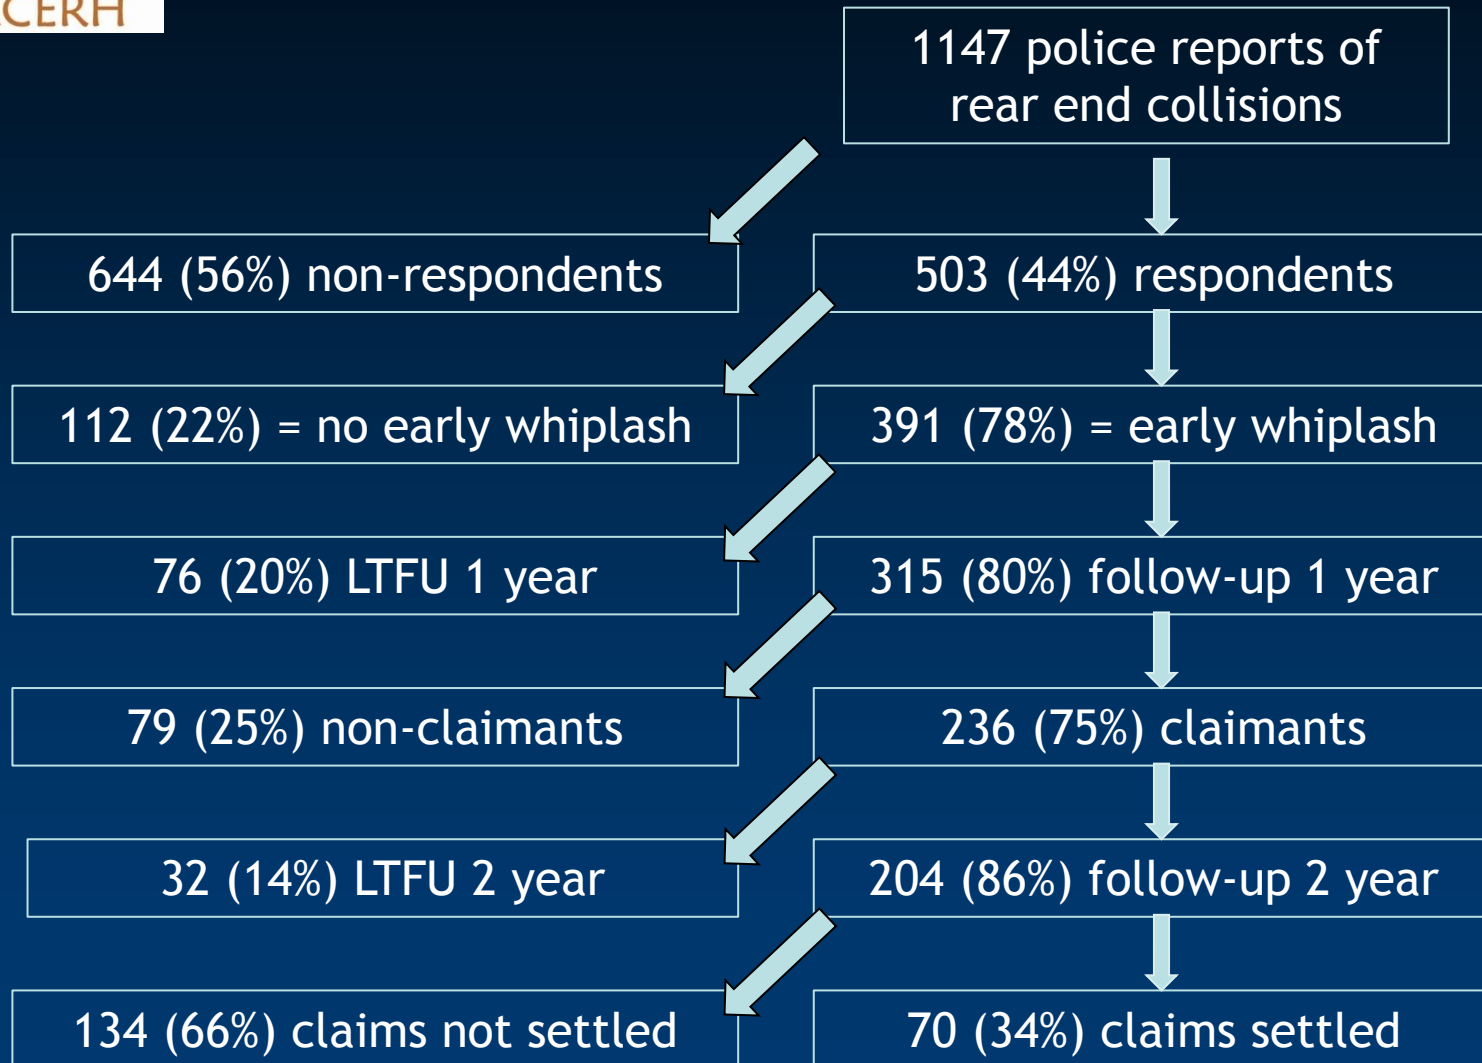 CERH
1147 police reports of
rear end collisions
644 (56%) non-respondents
503 (44%) respondents
112 (22%) = no early whiplash
391 (78%) = early whiplash
76 (20%) LTFU 1 year
315 (80%) follow-up 1 year
79 (25%) non-claimants
236 (75%) claimants
32 (14%) LTFU 2 year
204 (86%) follow-up 2 year
134 (66%) claims not settled
70 (34%) claims settled